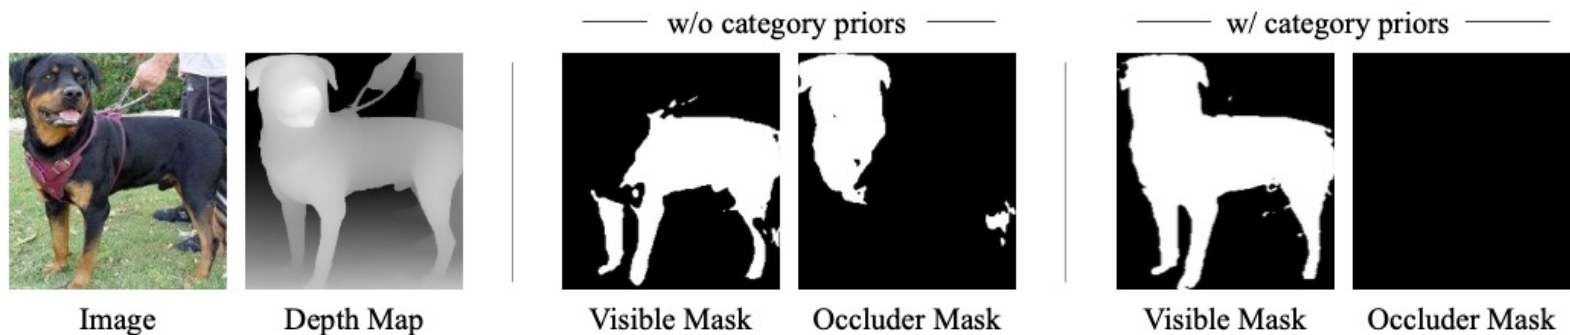 w/o category priors
w/ category priors
Image
Depth Map
Visible Mask
Occluder Mask
Visible Mask
Occluder Mask